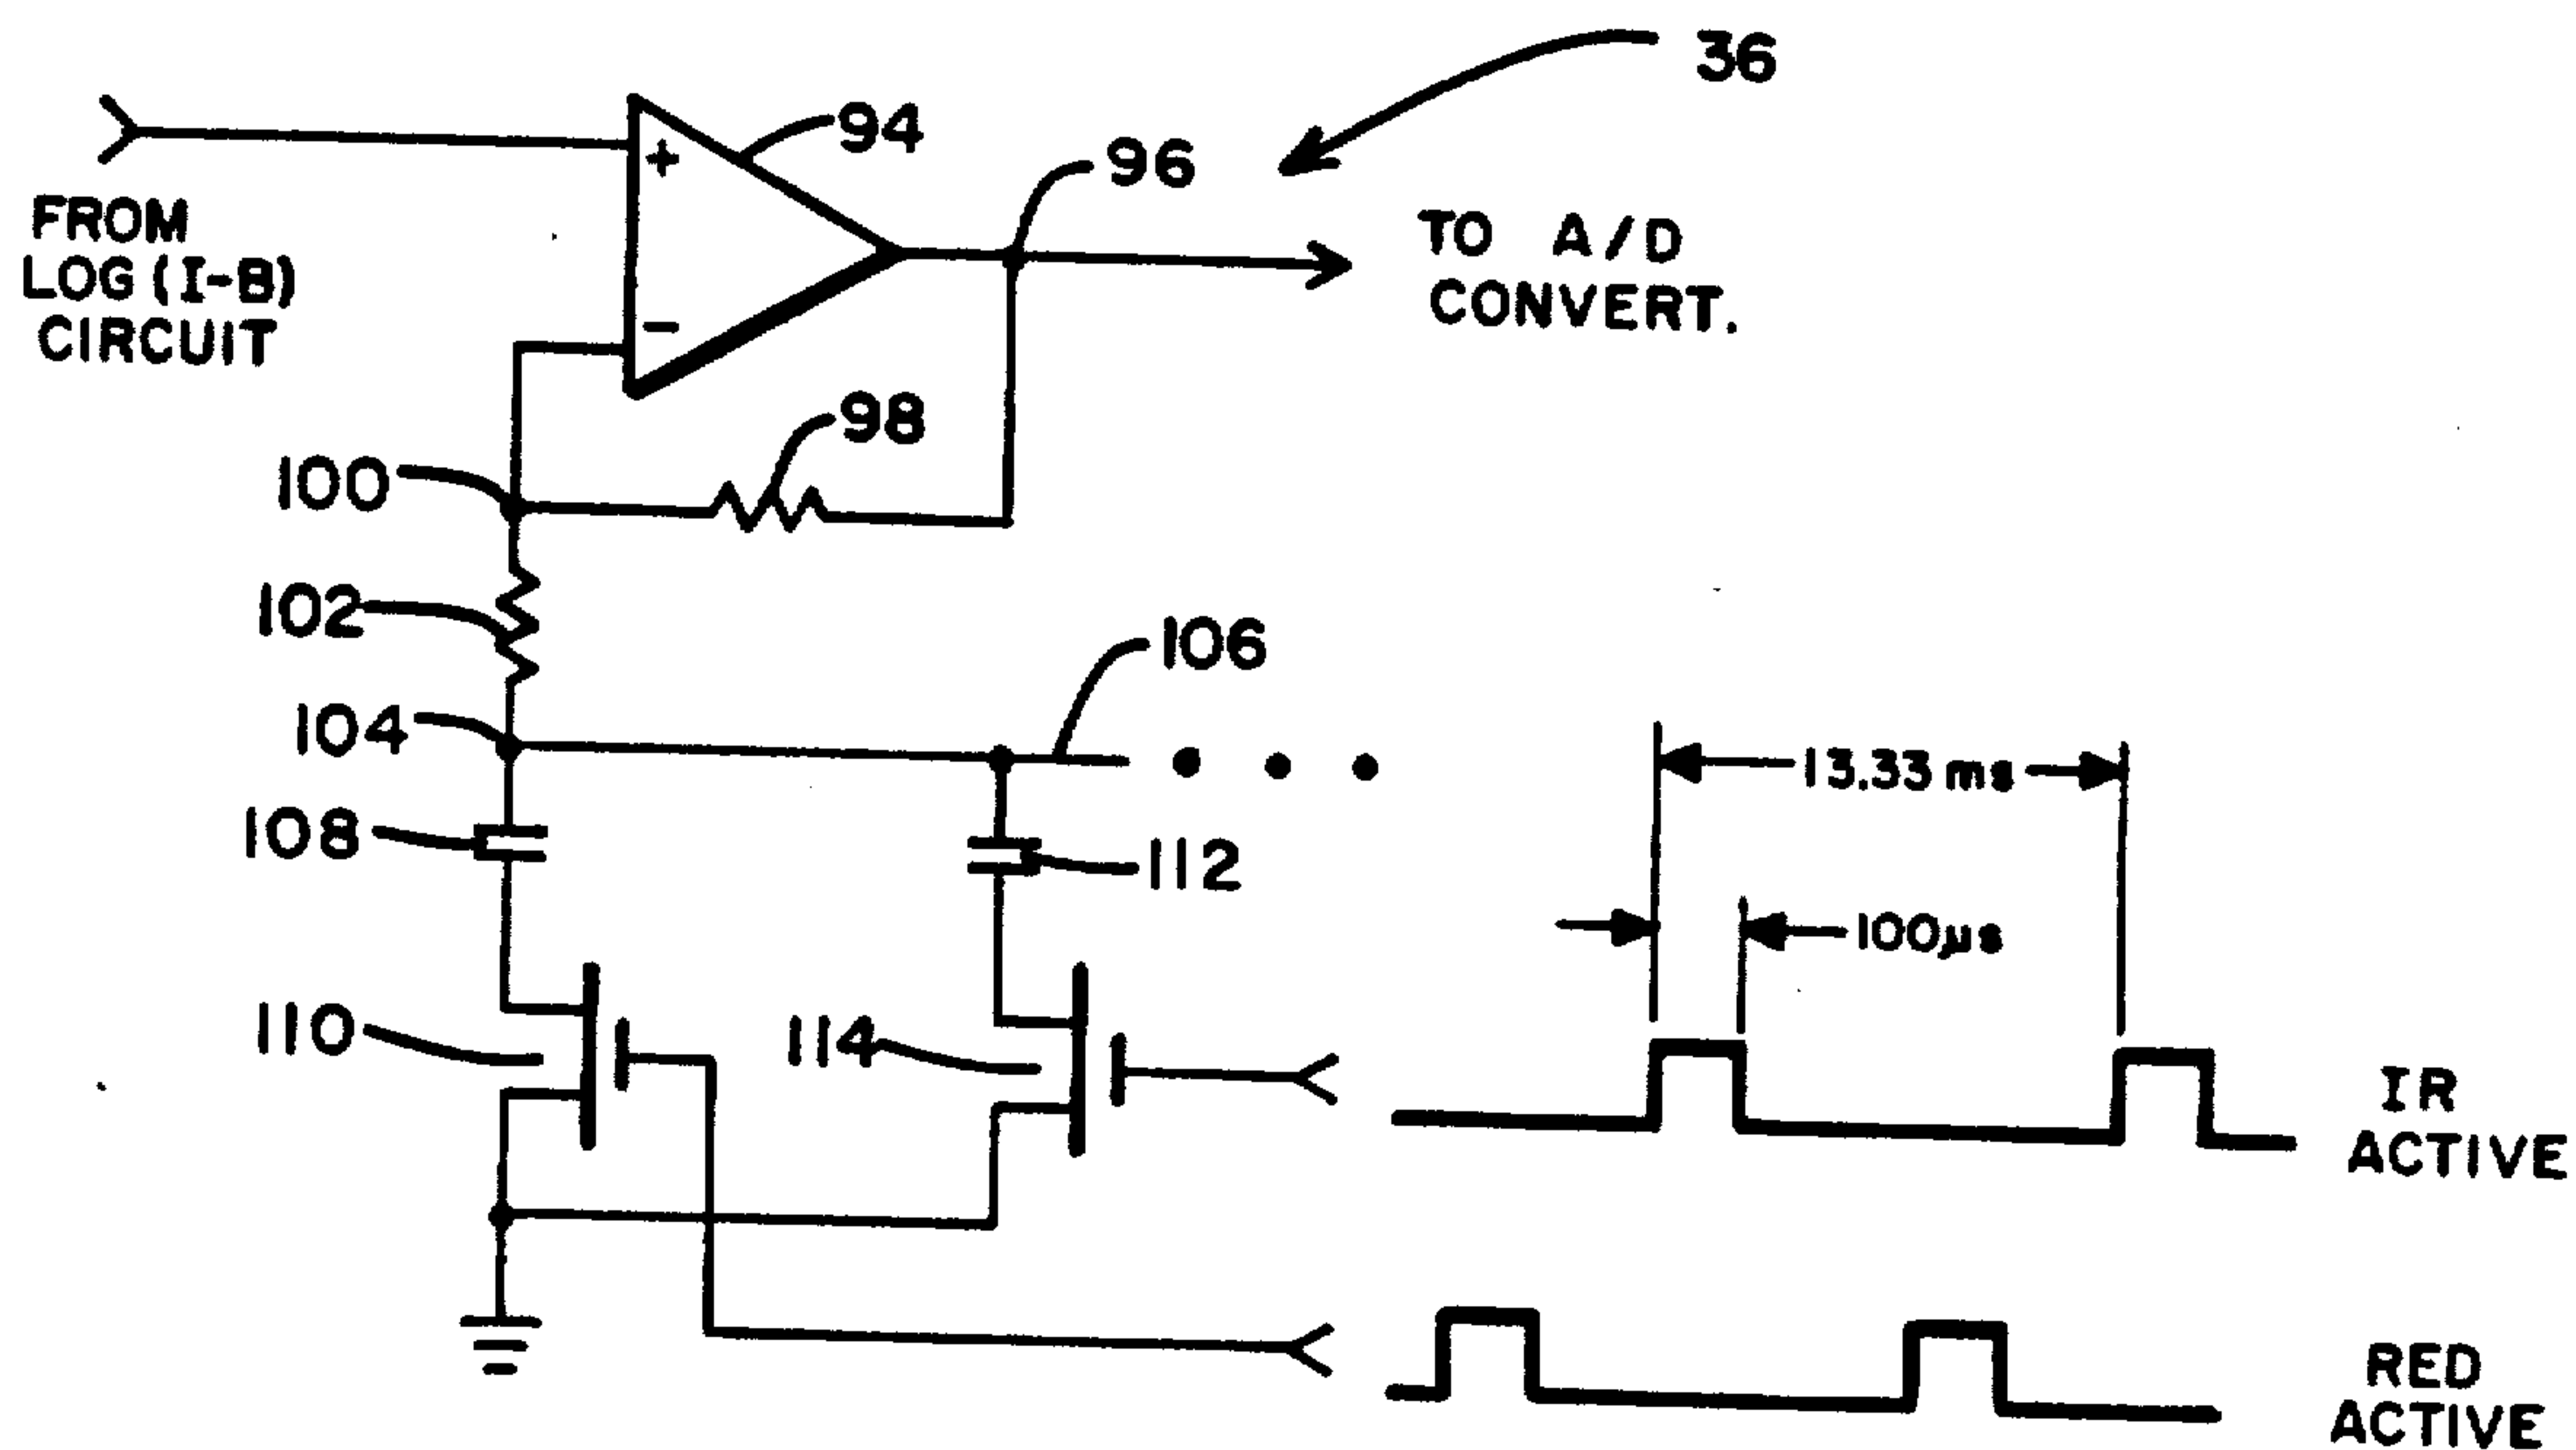 36
94
+
96
FROM
LOG (I-B)
CIRCUIT
TO A/D
CONVERT.
-
98
100
102
106
104
13.33 ms
108
112
100µs
110
114
IR
ACTIVE
RED
ACTIVE